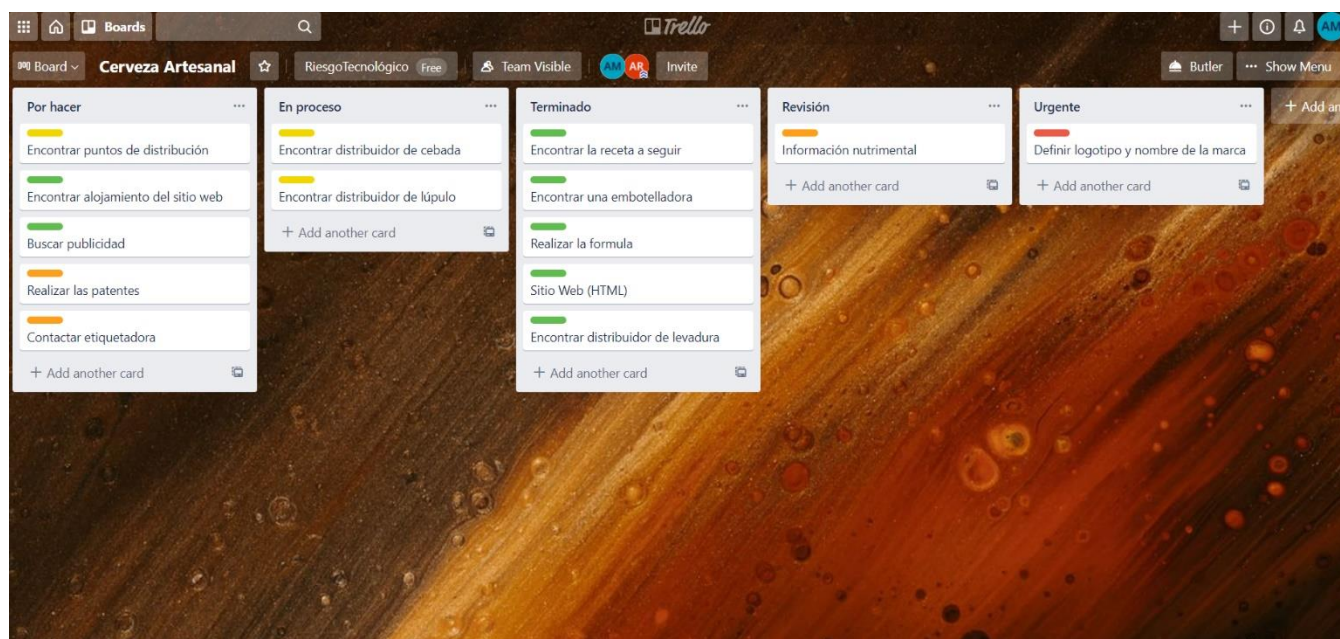 Boards
Trello
AM
Board
Cerveza Artesanal
RiesgoTecnológico Free
Team Visible
AM AR
Invite
Butler
··· Show Menu
Por hacer
Encontrar puntos de distribución
Encontrar alojamiento del sitio web
Buscar publicidad
Realizar las patentes
Contactar etiquetadora
+ Add another card
En proceso
Encontrar distribuidor de cebada
Encontrar distribuidor de lúpulo
+ Add another card
Terminado
Encontrar la receta a seguir
Encontrar una embotelladora
Realizar la formula
Sitio Web (HTML)
Encontrar distribuidor de levadura
+ Add another card
Revisión
Información nutrimental
+ Add another card
Urgente
Definir logotipo y nombre de la marca
+ Add another card
+ Add an